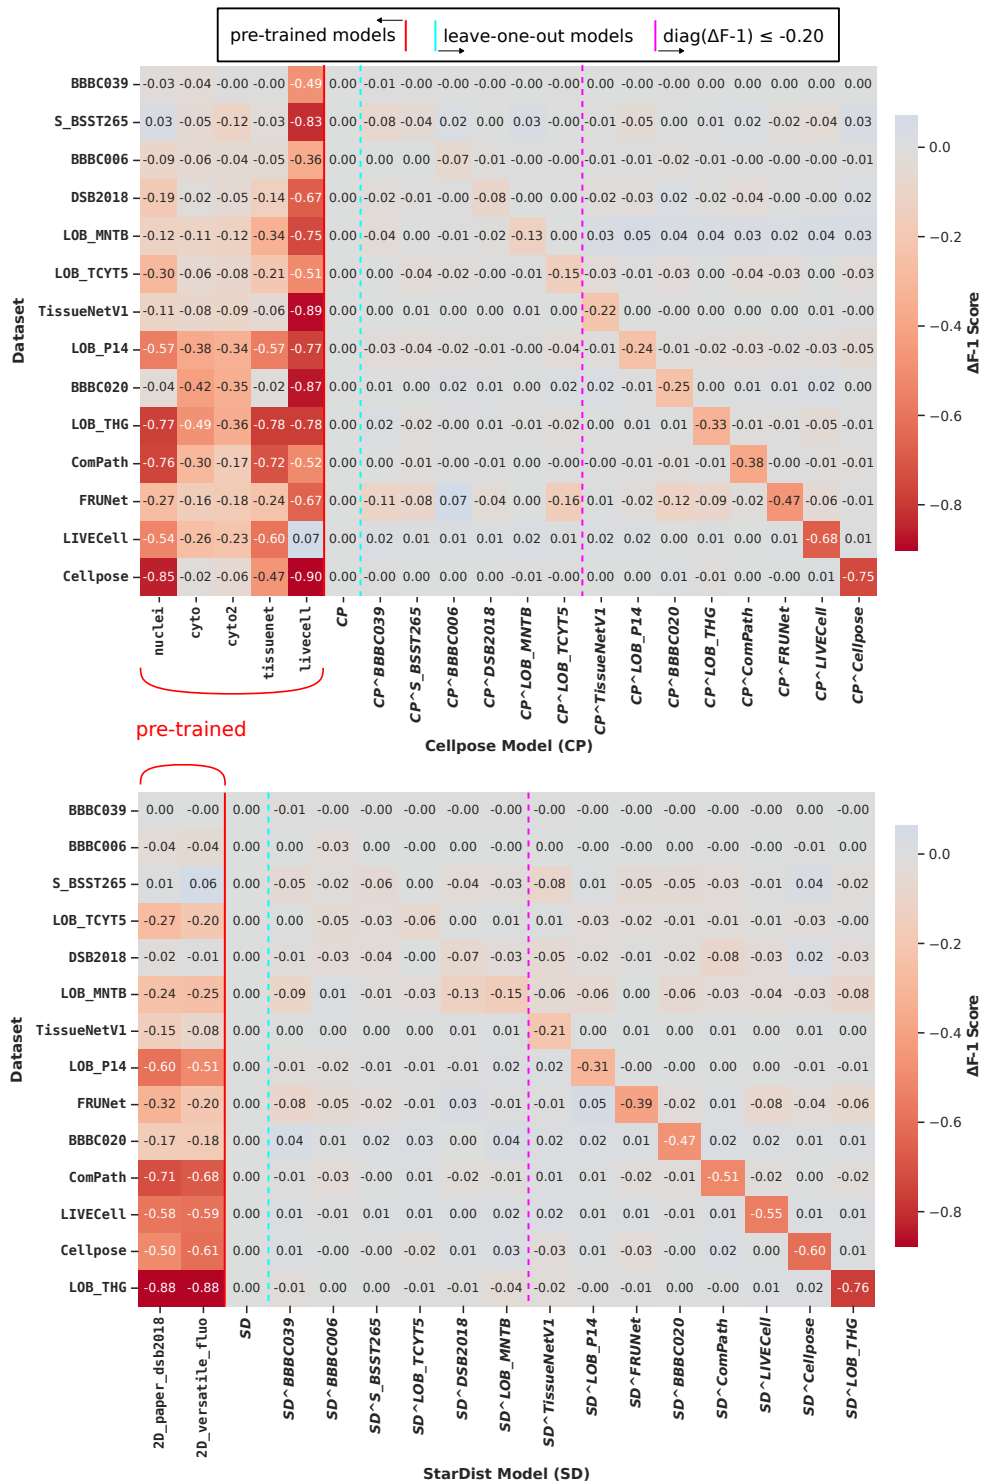 pre-trained models leave-one-out models diag(ΔF-1) ≤ -0.20
BBBC039 -0.03 -0.04 -0.00 -0.00 -0.49 0.00 -0.01 -0.00 0.00 0.00 0.00 -0.00 0.00 0.00 0.00 0.00 0.00 0.00 0.00 0.00
S_BSST265 0.03 -0.05 -0.12 -0.03 -0.83 0.00 -0.08 -0.04 0.02 0.00 0.03 -0.00 -0.01 -0.05 0.00 0.01 0.02 -0.02 -0.04 0.03
BBBC006 -0.09 -0.06 -0.04 -0.05 -0.36 0.00 0.00 0.00 -0.07 -0.01 -0.00 -0.00 -0.01 -0.01 -0.02 -0.01 -0.00 -0.00 -0.00 -0.01
DSB2018 -0.19 -0.02 -0.05 -0.14 -0.67 0.00 -0.02 -0.01 -0.00 -0.08 -0.00 0.00 -0.02 -0.03 0.02 -0.02 -0.04 -0.00 -0.00 0.02
LOB_MNTB -0.12 -0.11 -0.12 -0.34 -0.75 0.00 -0.04 0.00 -0.01 -0.02 -0.13 0.00 0.03 0.05 0.04 0.04 0.03 0.02 0.04 0.03
LOB_TCYT5 -0.30 -0.06 -0.08 -0.21 -0.51 0.00 0.00 -0.04 -0.02 -0.00 -0.01 -0.15 -0.03 -0.01 -0.03 0.00 -0.04 -0.03 0.00 -0.03
TissueNetV1 -0.11 -0.08 -0.09 -0.06 -0.89 0.00 0.00 0.01 0.00 0.00 0.01 0.00 -0.22 0.00 0.00 0.01 0.00 0.00 0.00 0.00
LOB_P14 -0.57 -0.38 -0.34 -0.57 -0.77 0.00 -0.03 -0.04 -0.02 -0.01 -0.00 -0.04 -0.01 -0.24 -0.01 -0.02 -0.03 -0.02 -0.03 -0.05
BBBC020 -0.04 -0.42 -0.35 -0.02 -0.87 0.00 0.01 0.00 0.02 0.01 0.00 0.02 0.02 -0.01 -0.25 0.00 0.01 0.01 0.02 0.00
LOB_THG -0.77 -0.49 -0.36 -0.78 -0.78 0.00 0.02 -0.02 -0.00 0.01 -0.01 -0.02 0.00 0.01 0.01 -0.33 -0.01 -0.01 -0.05 -0.01
ComPath -0.76 -0.30 -0.17 -0.72 -0.52 0.00 0.00 -0.01 -0.00 -0.01 0.00 -0.01 -0.00 -0.01 -0.01 -0.01 -0.38 -0.00 -0.01 -0.01
FRUNet -0.27 -0.16 -0.18 -0.24 -0.67 0.00 -0.11 -0.08 0.07 -0.04 0.00 -0.16 0.01 -0.02 -0.12 -0.09 -0.02 -0.47 -0.06 -0.01
LIVECell -0.54 -0.26 -0.23 -0.60 0.07 0.00 0.02 0.01 0.01 0.01 0.02 0.01 0.02 0.02 0.00 0.01 0.00 0.01 -0.68 0.01
Cellpose -0.85 -0.02 -0.06 -0.47 -0.90 0.00 -0.00 0.00 0.00 0.00 -0.01 -0.00 0.00 0.00 0.01 -0.01 0.00 -0.00 0.01 -0.75
nuclei cyto cyto2 tissuenet livecell CP CP^BBBC039 CP^S_BSST265 CP^BBBC006 CP^DSB2018 CP^LOB_MNTB CP^LOB_TCYT5 CP^TissueNetV1 CP^LOB_P14 CP^BBBC020 CP^LOB_THG CP^ComPath CP^FRUNet CP^LIVECell CP^Cellpose
Dataset
Cellpose Model (CP)
0.0
−0.2
−0.4
−0.6
−0.8
ΔF-1 Score
pre-trained
BBBC039 0.00 -0.00 0.00 -0.01 -0.00 -0.00 -0.00 -0.00 -0.00 -0.00 -0.00 -0.00 -0.00 -0.00 0.00 -0.00 -0.00
BBBC006 -0.04 -0.04 0.00 0.00 -0.03 0.00 -0.00 0.00 -0.00 0.00 0.00 0.00 -0.00 -0.00 -0.00 -0.01 0.00
S_BSST265 0.01 0.06 0.00 -0.05 -0.02 -0.06 0.00 -0.04 -0.03 -0.08 0.01 -0.05 -0.05 -0.03 -0.01 0.04 -0.02
LOB_TCYT5 -0.27 -0.20 0.00 0.00 -0.05 -0.03 -0.06 0.00 0.01 0.01 -0.03 -0.02 -0.01 -0.01 -0.01 -0.03 -0.00
DSB2018 -0.02 -0.01 0.00 -0.01 -0.03 -0.04 -0.00 -0.07 -0.03 -0.05 -0.02 -0.01 -0.02 -0.08 -0.03 0.02 -0.03
LOB_MNTB -0.24 -0.25 0.00 -0.09 0.01 -0.01 -0.03 -0.13 -0.15 -0.06 -0.06 0.00 -0.06 -0.03 -0.04 -0.03 -0.08
TissueNetV1 -0.15 -0.08 0.00 0.00 0.00 0.00 0.00 0.01 0.01 -0.21 0.00 0.01 0.00 0.01 0.00 0.01 0.00
LOB_P14 -0.60 -0.51 0.00 -0.01 -0.02 -0.01 -0.01 -0.01 0.02 0.02 -0.31 -0.01 -0.00 0.00 0.00 -0.01 -0.01
FRUNet -0.32 -0.20 0.00 -0.08 -0.05 -0.02 -0.01 0.03 -0.01 -0.01 0.05 -0.39 -0.02 0.01 -0.08 -0.04 -0.06
BBBC020 -0.17 -0.18 0.00 0.04 0.01 0.02 0.03 0.00 0.04 0.02 0.02 0.01 -0.47 0.02 0.02 0.01 0.01
ComPath -0.71 -0.68 0.00 -0.01 -0.03 -0.00 0.01 -0.02 -0.01 0.01 0.01 -0.02 -0.01 -0.51 -0.02 0.00 -0.02
LIVECell -0.58 -0.59 0.00 0.01 -0.01 0.01 0.01 0.00 0.02 0.02 0.01 0.01 -0.01 0.01 -0.55 0.01 0.01
Cellpose -0.50 -0.61 0.00 0.01 -0.00 -0.00 -0.02 0.01 0.03 -0.03 0.01 -0.03 -0.00 0.02 0.00 -0.60 0.01
LOB_THG -0.88 -0.88 0.00 -0.01 0.00 -0.00 0.00 -0.01 -0.04 -0.02 -0.00 0.01 -0.00 -0.00 0.01 0.02 -0.76
2D_paper_dsb2018 2D_versatile_fluo SD SD^BBBC039 SD^BBBC006 SD^S_BSST265 SD^LOB_TCYT5 SD^DSB2018 SD^LOB_MNTB SD^TissueNetV1 SD^LOB_P14 SD^FRUNet SD^BBBC020 SD^ComPath SD^LIVECell SD^Cellpose SD^LOB_THG
Dataset
StarDist Model (SD)
0.0
−0.2
−0.4
−0.6
−0.8
ΔF-1 Score